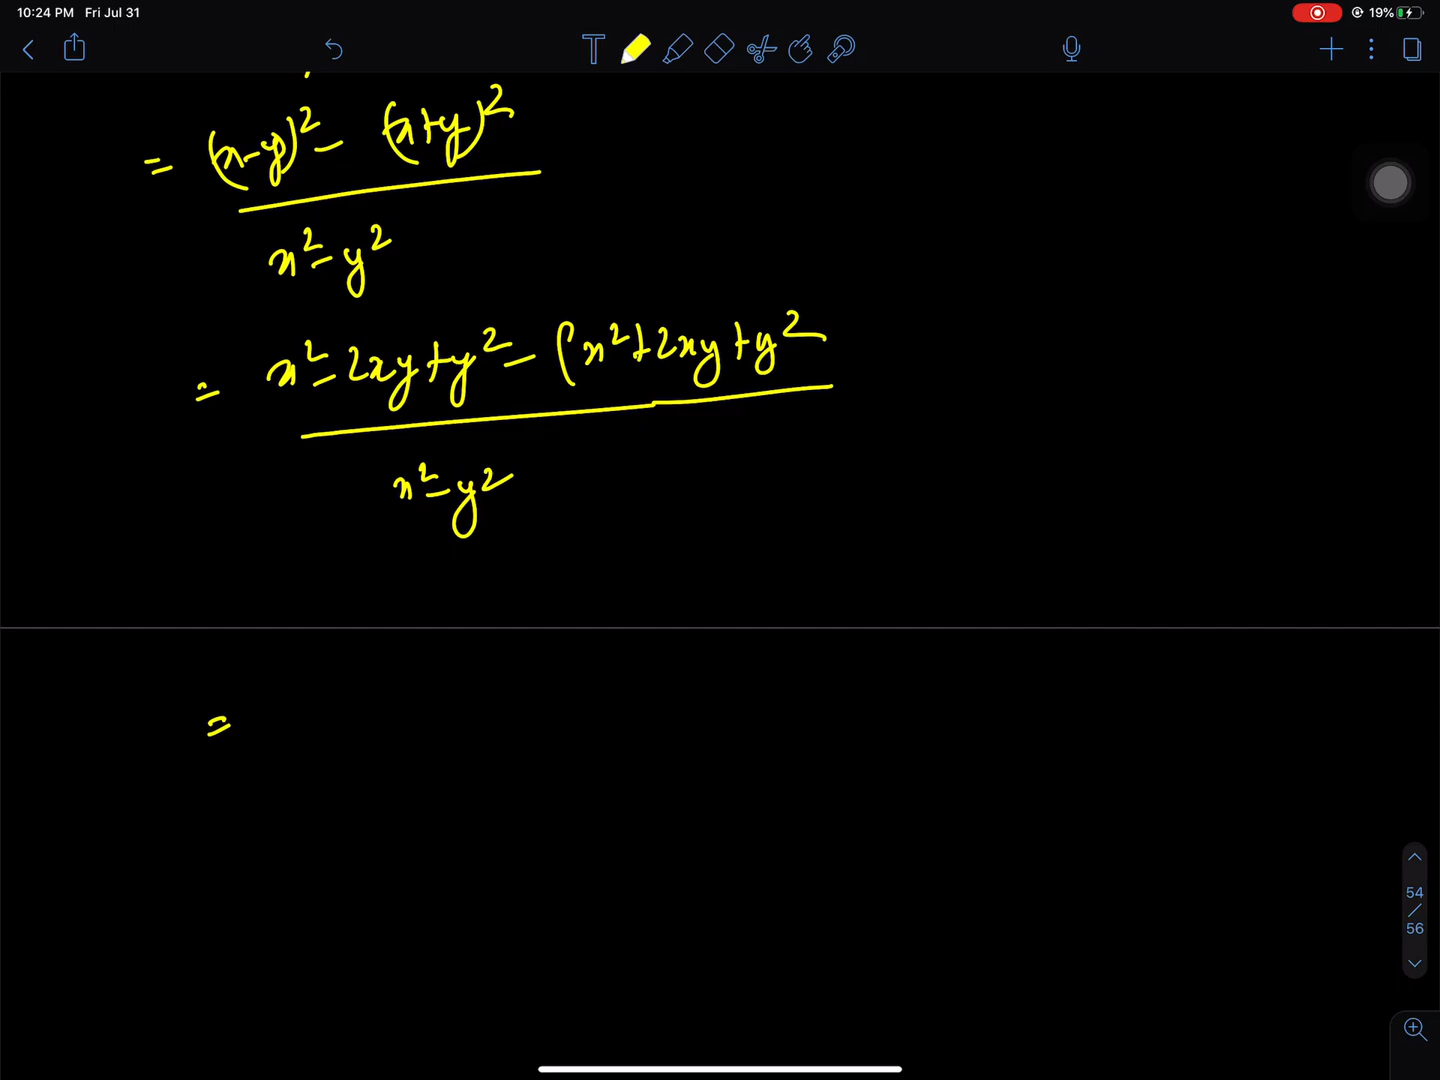 10:24 PM Fri Jul 31
19%
T
= (x-y)² - (x+y)²
x² - y²
= x² - 2xy + y² - (x² + 2xy + y²
x² - y²
=
54
/
56